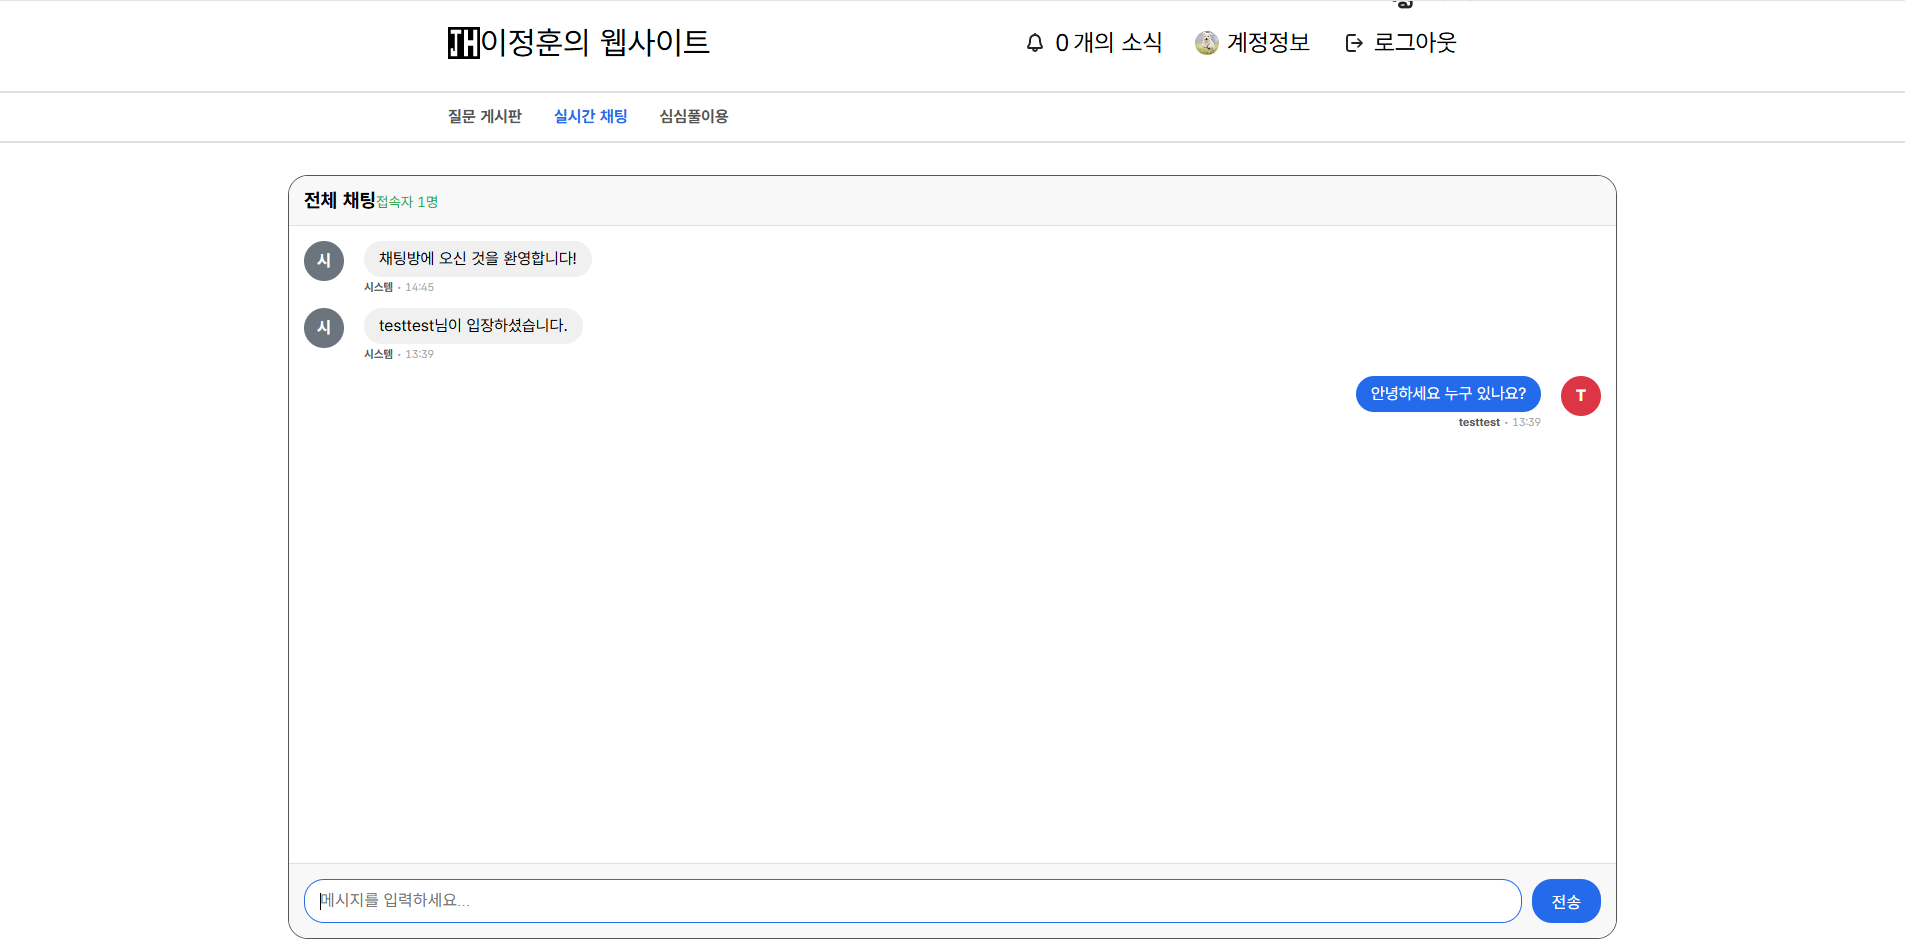 JH이정훈의 웹사이트
0 개의 소식
계정정보
로그아웃
질문 게시판
실시간 채팅
심심풀이용
전체 채팅접속자 1명
시
채팅방에 오신 것을 환영합니다!
시스템 • 14:45
시
testtest님이 입장하셨습니다.
시스템 • 13:39
안녕하세요 누구 있나요?
T
testtest • 13:39
메시지를 입력하세요...
전송